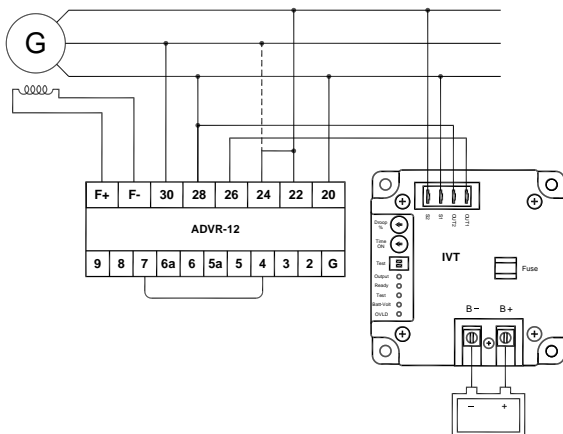 G
F+ F- 30 28 26 24 22 20
ADVR-12
9 8 7 6a 6 5a 5 4 3 2 G
S2 S1 OUT2 OUT1
IVT
Droop
%
Time
ON
Test
Output
Ready
Test
Batt-Volt
OVLD
Fuse
B- B+
- +